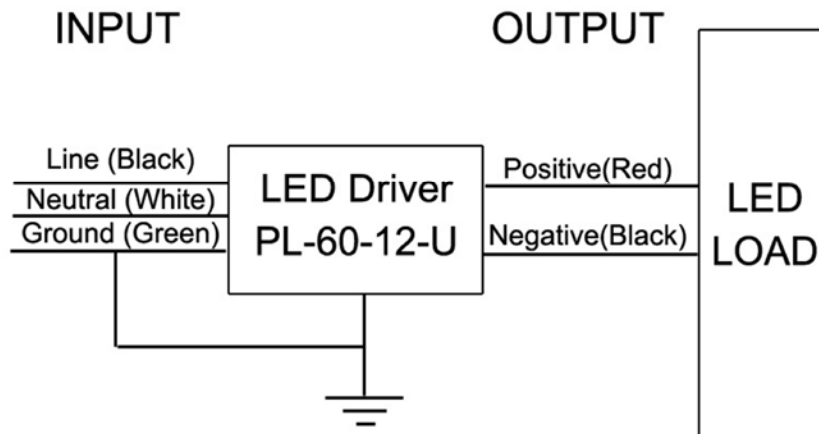 INPUT
OUTPUT
Line (Black)
Neutral (White)
Ground (Green)
LED Driver
PL-60-12-U
Positive(Red)
Negative(Black)
LED
LOAD